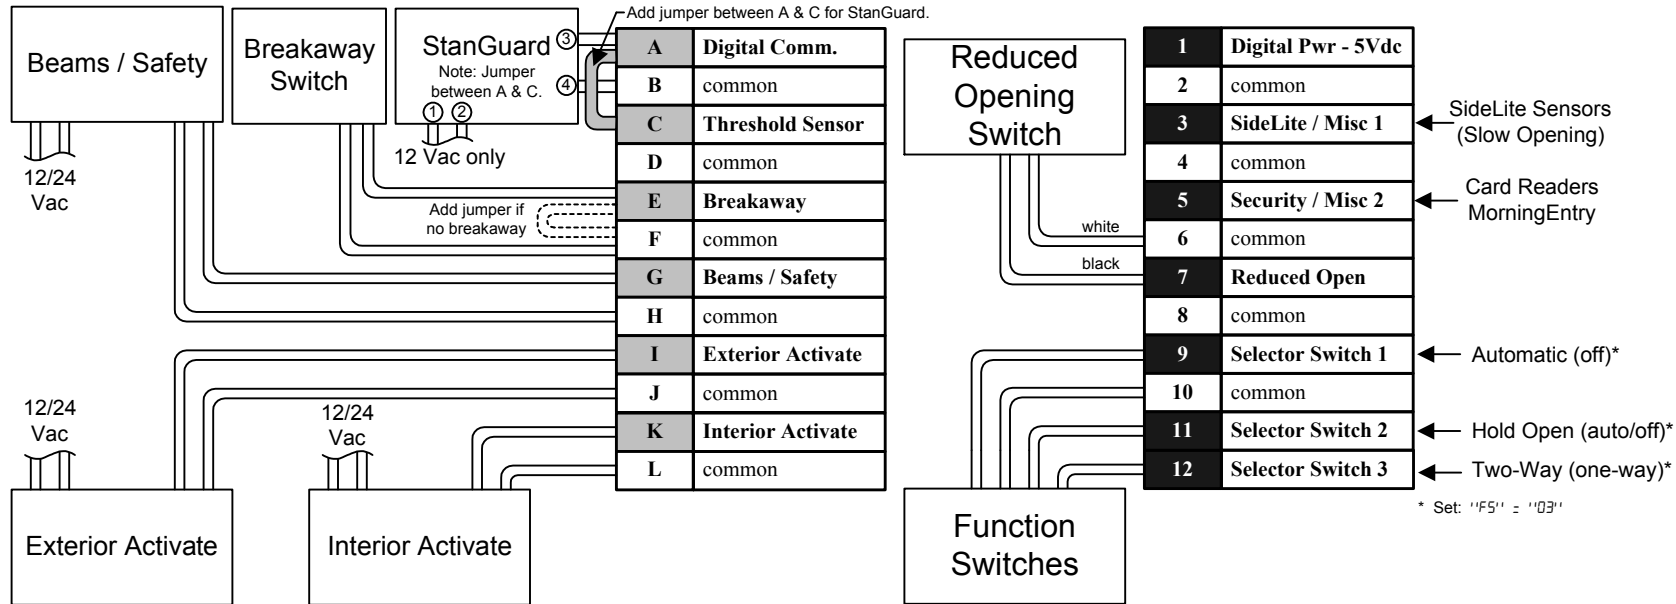 Add jumper between A & C for StanGuard.
Beams / Safety
12/24
Vac
Breakaway
Switch
StanGuard
Note: Jumper
between A & C.
3
4
1
2
12 Vac only
Add jumper if
no breakaway
A Digital Comm.
B common
C Threshold Sensor
D common
E Breakaway
F common
G Beams / Safety
H common
I Exterior Activate
J common
K Interior Activate
L common
12/24
Vac
Exterior Activate
12/24
Vac
Interior Activate
Reduced
Opening
Switch
white
black
1 Digital Pwr - 5Vdc
2 common
3 SideLite / Misc 1
4 common
5 Security / Misc 2
6 common
7 Reduced Open
8 common
9 Selector Switch 1
10 common
11 Selector Switch 2
12 Selector Switch 3
SideLite Sensors
(Slow Opening)
Card Readers
MorningEntry
Automatic (off)*
Hold Open (auto/off)*
Two-Way (one-way)*
* Set: ''FS'' = ''03''
Function
Switches